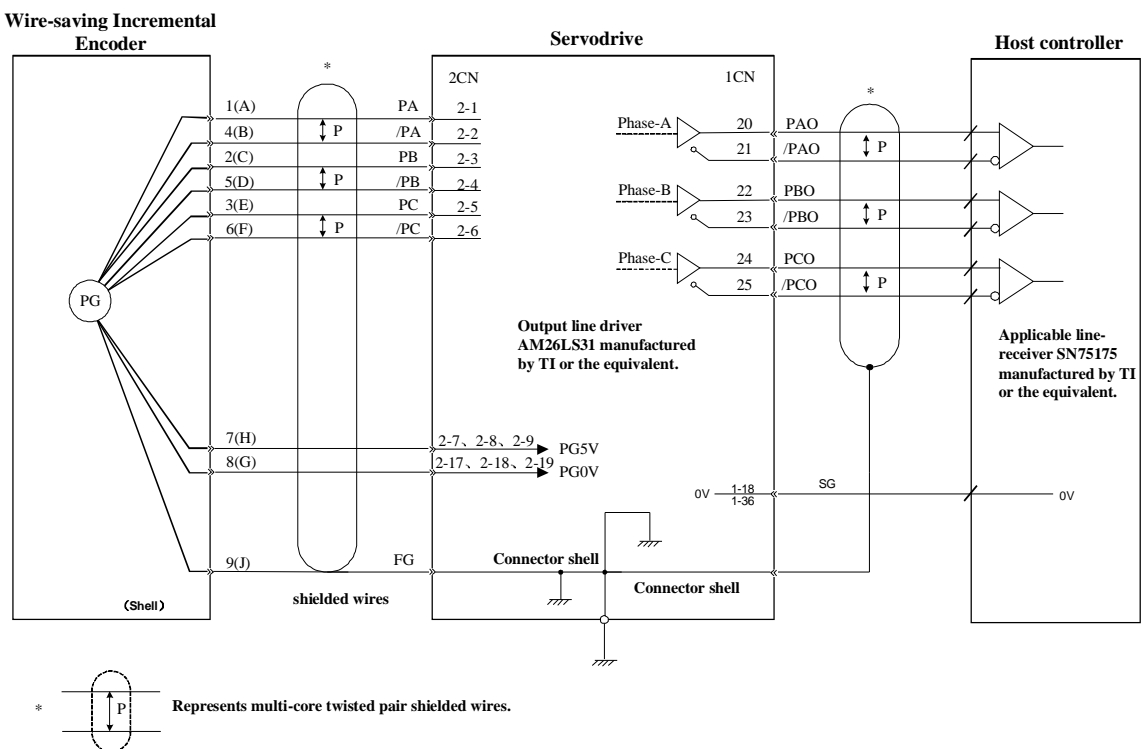 Wire-saving Incremental
Encoder
Servodrive
Host controller
*
2CN
1CN
*
1(A) PA 2-1
4(B) P /PA 2-2
2(C) PB 2-3
5(D) P /PB 2-4
3(E) PC 2-5
6(F) P /PC 2-6
PG
Phase-A 20 PAO
21 /PAO P
Phase-B 22 PBO
23 /PBO P
Phase-C 24 PCO
25 /PCO P
Output line driver
AM26LS31 manufactured
by TI or the equivalent.
Applicable line-
receiver SN75175
manufactured by TI
or the equivalent.
7(H) 2-7、2-8、2-9 PG5V
8(G) 2-17、2-18、2-19 PG0V
0V 1-18 SG 0V
1-36
9(J) FG Connector shell
Connector shell
(Shell)
shielded wires
* P Represents multi-core twisted pair shielded wires.